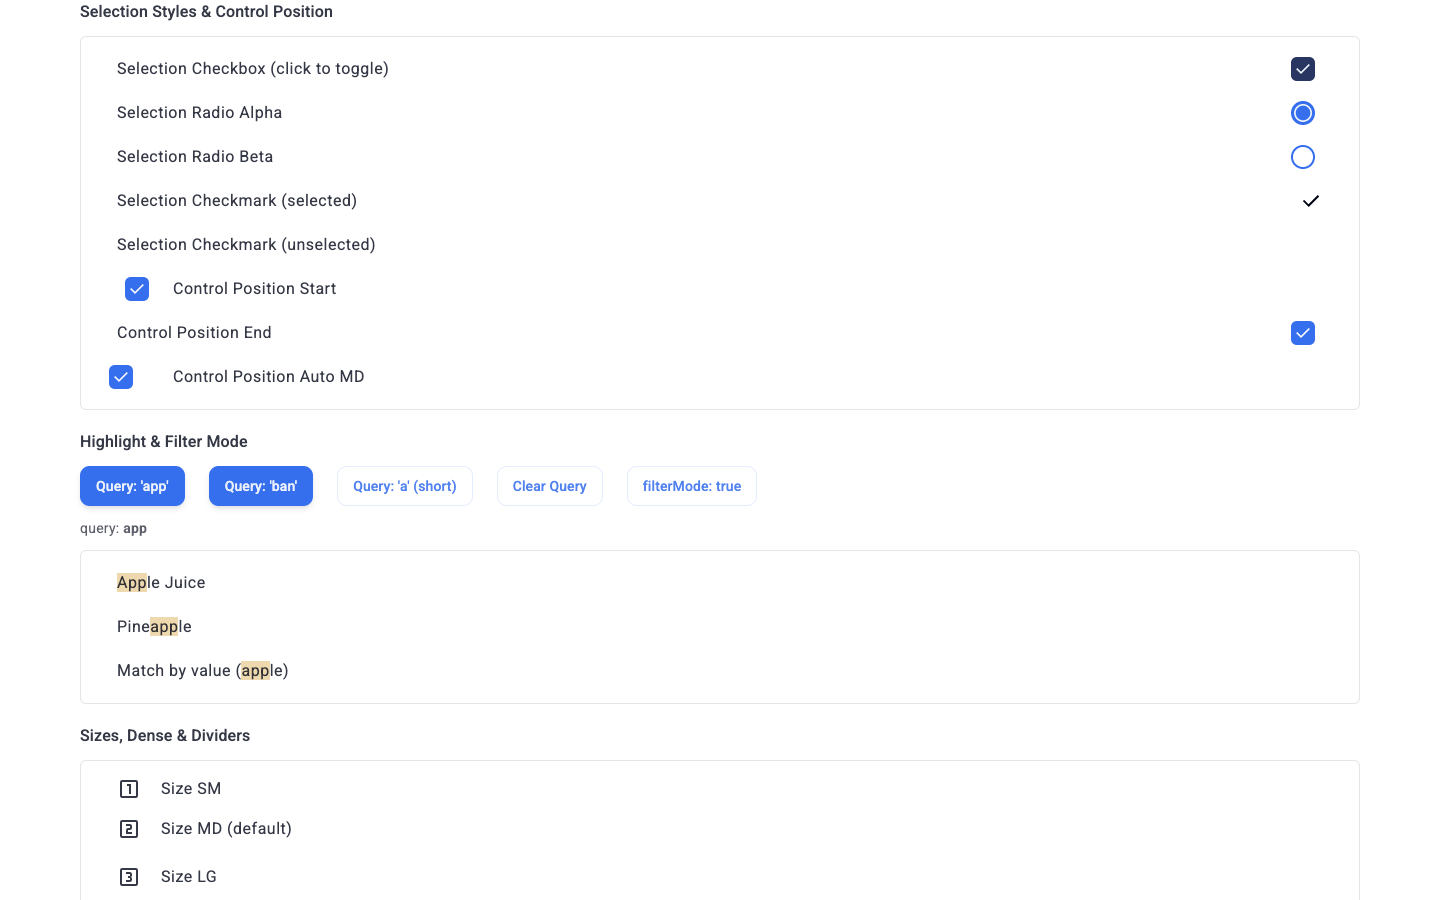 Selection Styles & Control Position
Selection Checkbox (click to toggle)
Selection Radio Alpha
Selection Radio Beta
Selection Checkmark (selected)
Selection Checkmark (unselected)
Control Position Start
Control Position End
Control Position Auto MD
Highlight & Filter Mode
Query: 'app' Query: 'ban' Query: 'a' (short) Clear Query filterMode: true
query: app
Apple Juice
Pineapple
Match by value (apple)
Sizes, Dense & Dividers
1 Size SM
2 Size MD (default)
3 Size LG